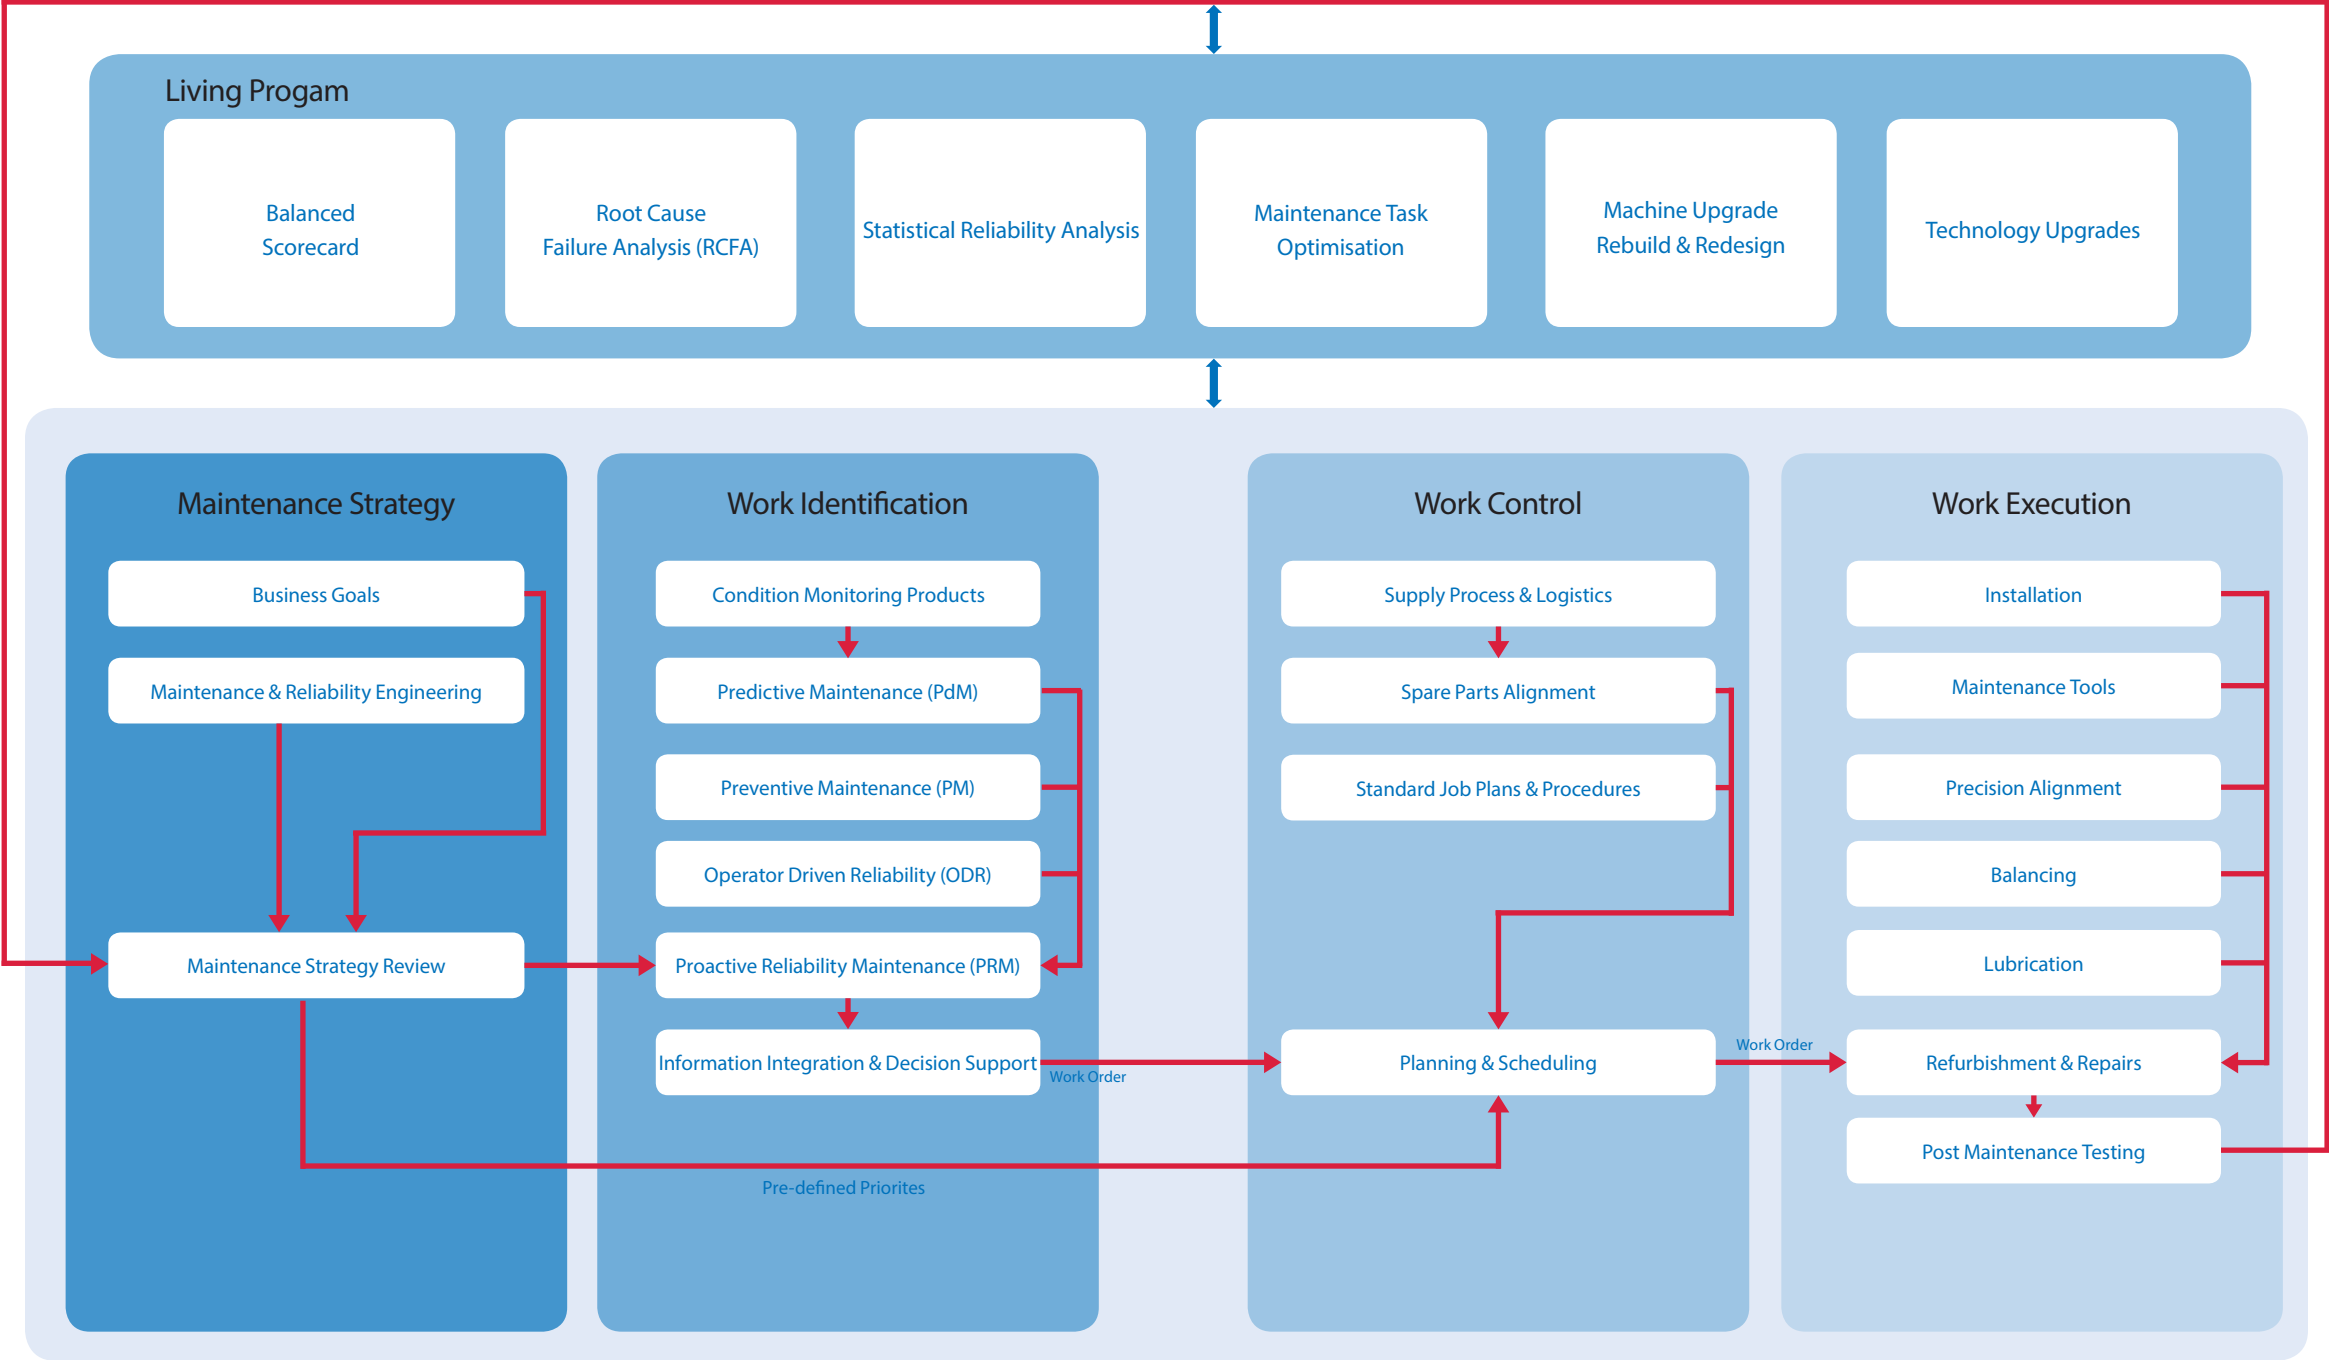 Living Progam
Balanced
Scorecard
Root Cause
Failure Analysis (RCFA)
Statistical Reliability Analysis
Maintenance Task
Optimisation
Machine Upgrade
Rebuild & Redesign
Technology Upgrades
Maintenance Strategy
Business Goals
Maintenance & Reliability Engineering
Maintenance Strategy Review
Work Identification
Condition Monitoring Products
Predictive Maintenance (PdM)
Preventive Maintenance (PM)
Operator Driven Reliability (ODR)
Proactive Reliability Maintenance (PRM)
Information Integration & Decision Support
Work Order
Pre-defined Priorites
Work Control
Supply Process & Logistics
Spare Parts Alignment
Standard Job Plans & Procedures
Planning & Scheduling
Work Order
Work Execution
Installation
Maintenance Tools
Precision Alignment
Balancing
Lubrication
Refurbishment & Repairs
Post Maintenance Testing